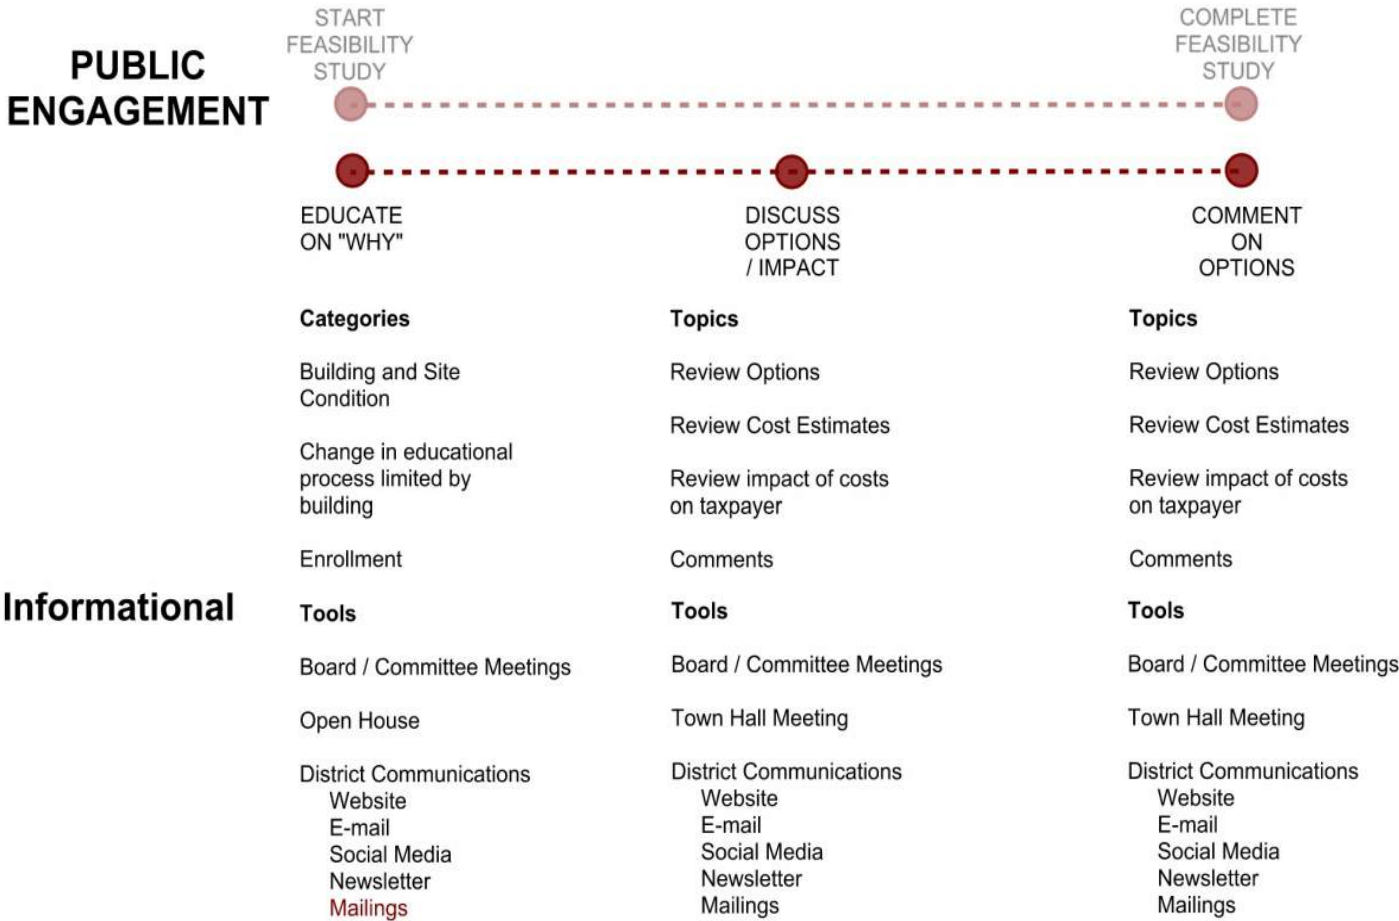 START
FEASIBILITY
STUDY
COMPLETE
FEASIBILITY
STUDY
PUBLIC
ENGAGEMENT
EDUCATE
ON "WHY"
DISCUSS
OPTIONS
/ IMPACT
COMMENT
ON
OPTIONS
Categories
Building and Site
Condition
Change in educational
process limited by
building
Enrollment
Topics
Review Options
Review Cost Estimates
Review impact of costs
on taxpayer
Comments
Topics
Review Options
Review Cost Estimates
Review impact of costs
on taxpayer
Comments
Informational
Tools
Board / Committee Meetings
Open House
District Communications
Website
E-mail
Social Media
Newsletter
Mailings
Tools
Board / Committee Meetings
Town Hall Meeting
District Communications
Website
E-mail
Social Media
Newsletter
Mailings
Tools
Board / Committee Meetings
Town Hall Meeting
District Communications
Website
E-mail
Social Media
Newsletter
Mailings